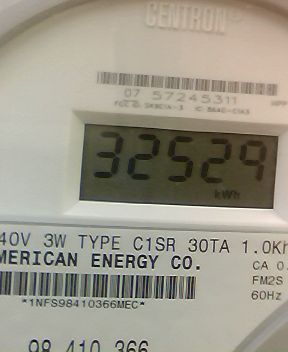 CENTRON
07 57245311
32529
kWh
40V 3W TYPE C1SR 30TA 1.0Kh
MERICAN ENERGY CO. CA 0.
FM2S
*1NFS98410366MEC* 60Hz
98 410 366